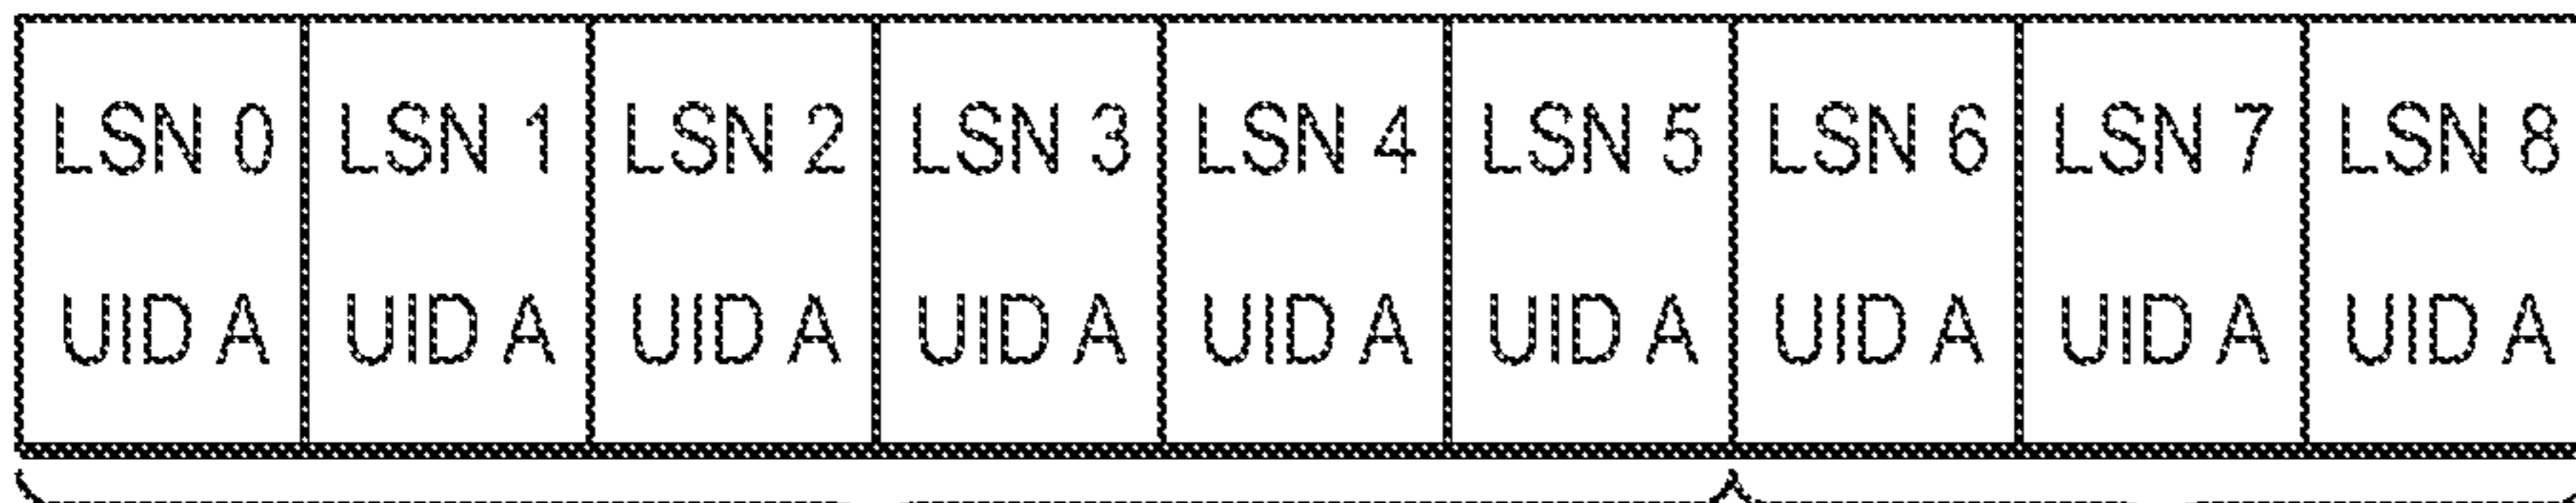 LSN 0 LSN 1 LSN 2 LSN 3 LSN 4 LSN 5 LSN 6 LSN 7 LSN 8
UID A UID A UID A UID A UID A UID A UID A UID A UID A